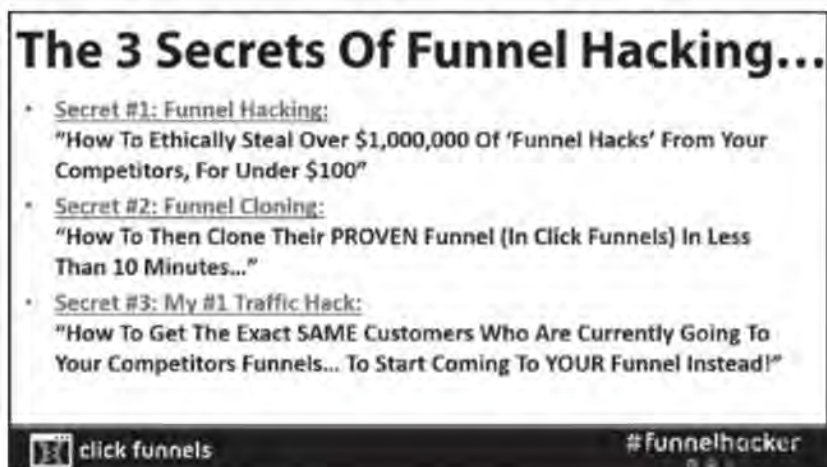 The 3 Secrets Of Funnel Hacking...
• Secret #1: Funnel Hacking:
"How To Ethically Steal Over $1,000,000 Of 'Funnel Hacks' From Your
Competitors, For Under $100"
• Secret #2: Funnel Cloning:
"How To Then Clone Their PROVEN Funnel (In Click Funnels) In Less
Than 10 Minutes..."
• Secret #3: My #1 Traffic Hack:
"How To Get The Exact SAME Customers Who Are Currently Going To
Your Competitors Funnels... To Start Coming To YOUR Funnel Instead!"
click funnels
#funnelhacker